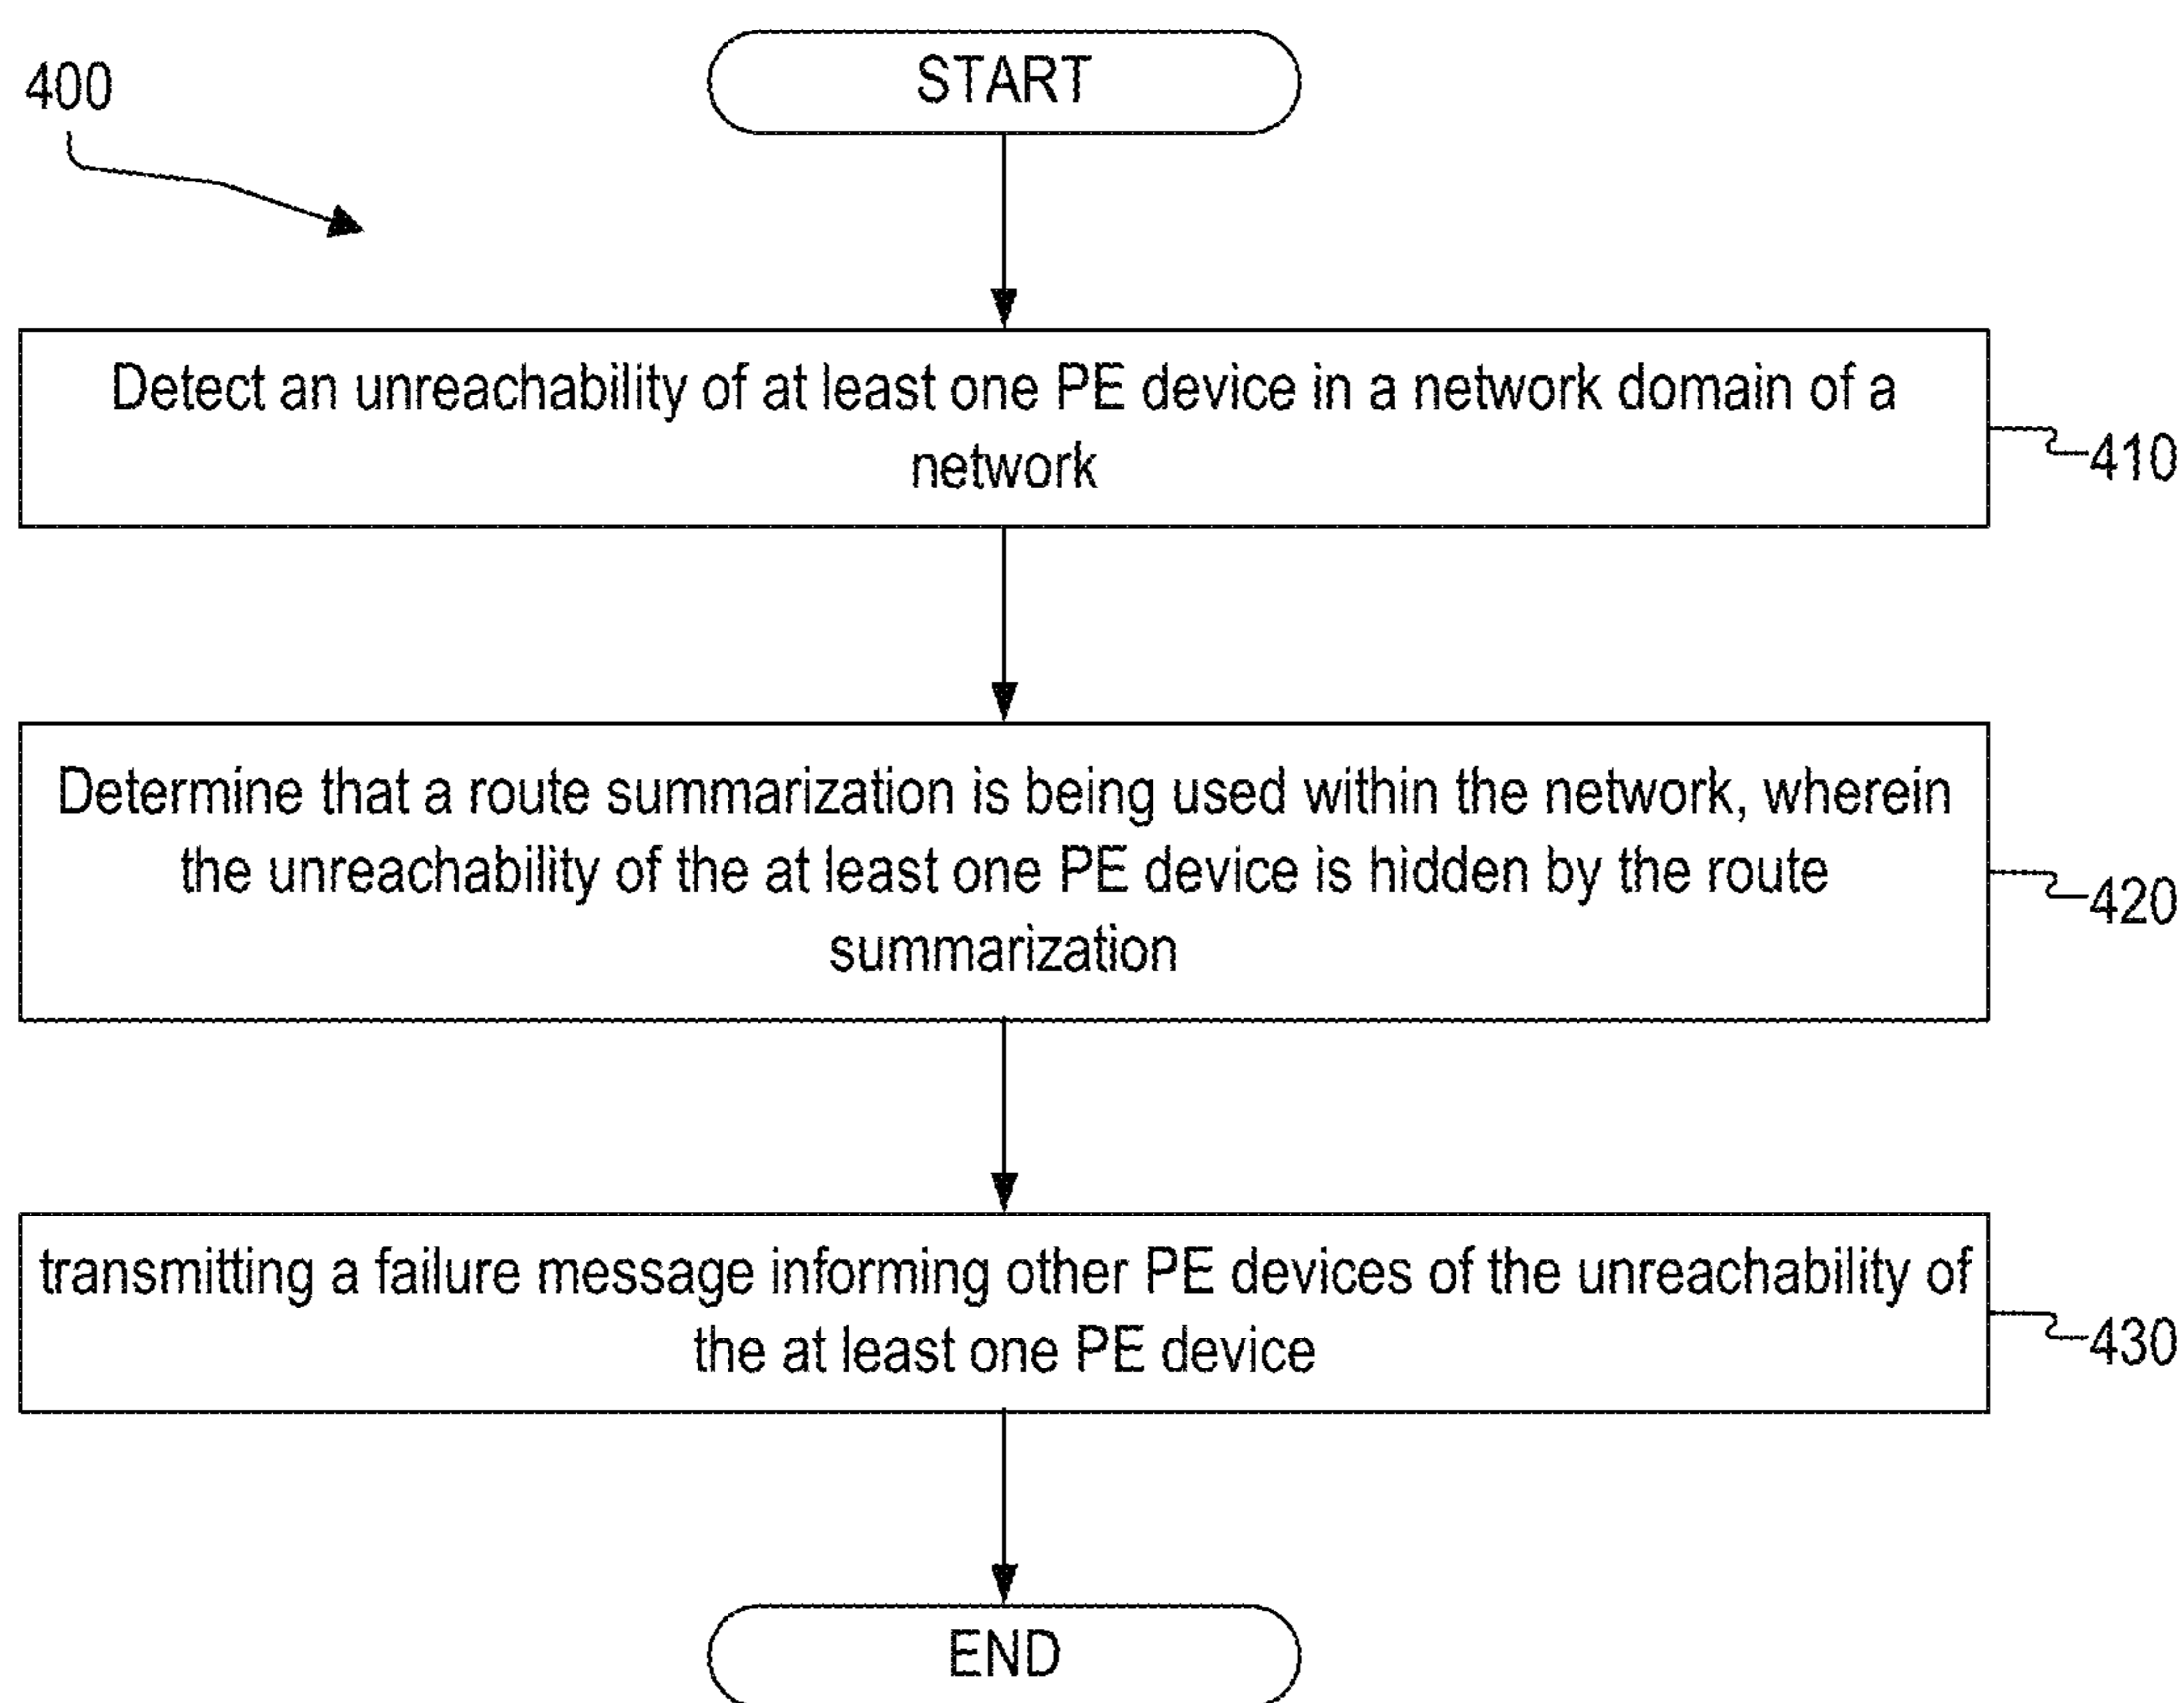 START
400
Detect an unreachability of at least one PE device in a network domain of a
network
410
Determine that a route summarization is being used within the network, wherein
the unreachability of the at least one PE device is hidden by the route
summarization
420
transmitting a failure message informing other PE devices of the unreachability of
the at least one PE device
430
END